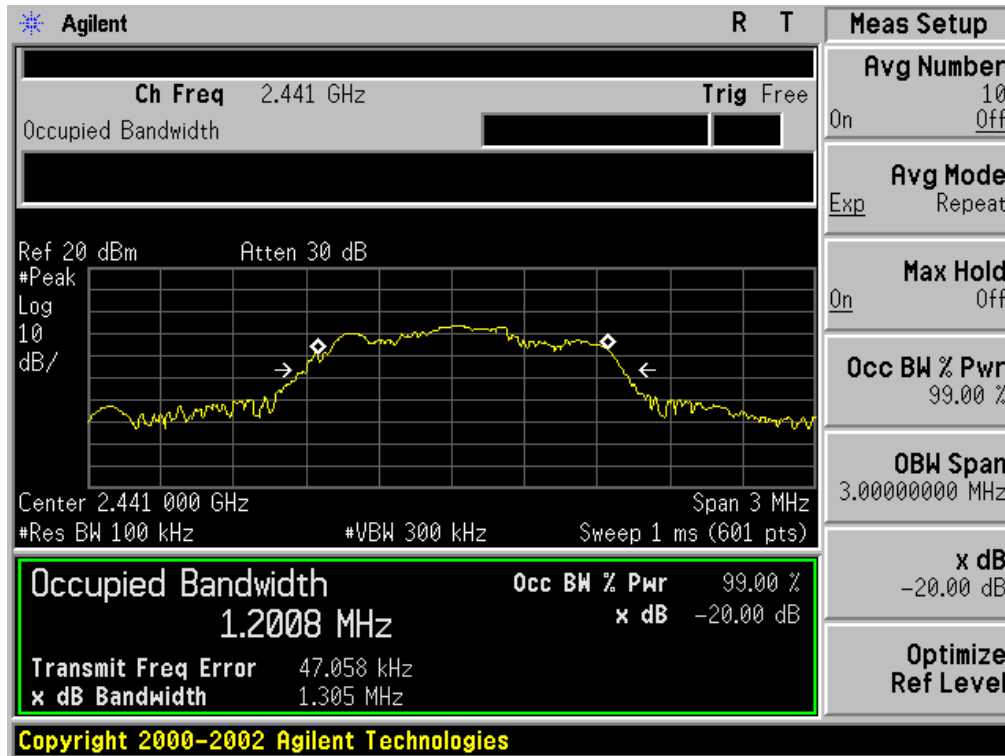 Agilent R T
Ch Freq 2.441 GHz Trig Free
Occupied Bandwidth
Ref 20 dBm Atten 30 dB
#Peak
Log
10
dB/
Center 2.441 000 GHz Span 3 MHz
#Res BW 100 kHz #VBW 300 kHz Sweep 1 ms (601 pts)
Occupied Bandwidth Occ BW % Pwr 99.00 %
1.2008 MHz x dB -20.00 dB
Transmit Freq Error 47.058 kHz
x dB Bandwidth 1.305 MHz
Copyright 2000-2002 Agilent Technologies
Meas Setup
Avg Number
10
On Off
Avg Mode
Exp Repeat
Max Hold
On Off
Occ BW % Pwr
99.00 %
OBW Span
3.00000000 MHz
x dB
-20.00 dB
Optimize
Ref Level